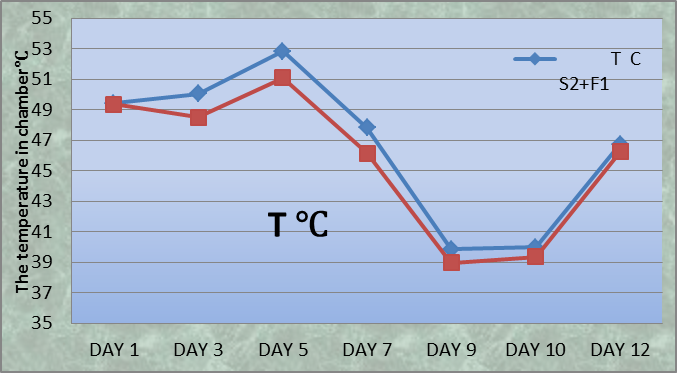 The temperature in chamber℃
55
53
51
49
47
45
43
41
39
37
35
T C
S2+F1
T ℃
DAY 1 DAY 3 DAY 5 DAY 7 DAY 9 DAY 10 DAY 12